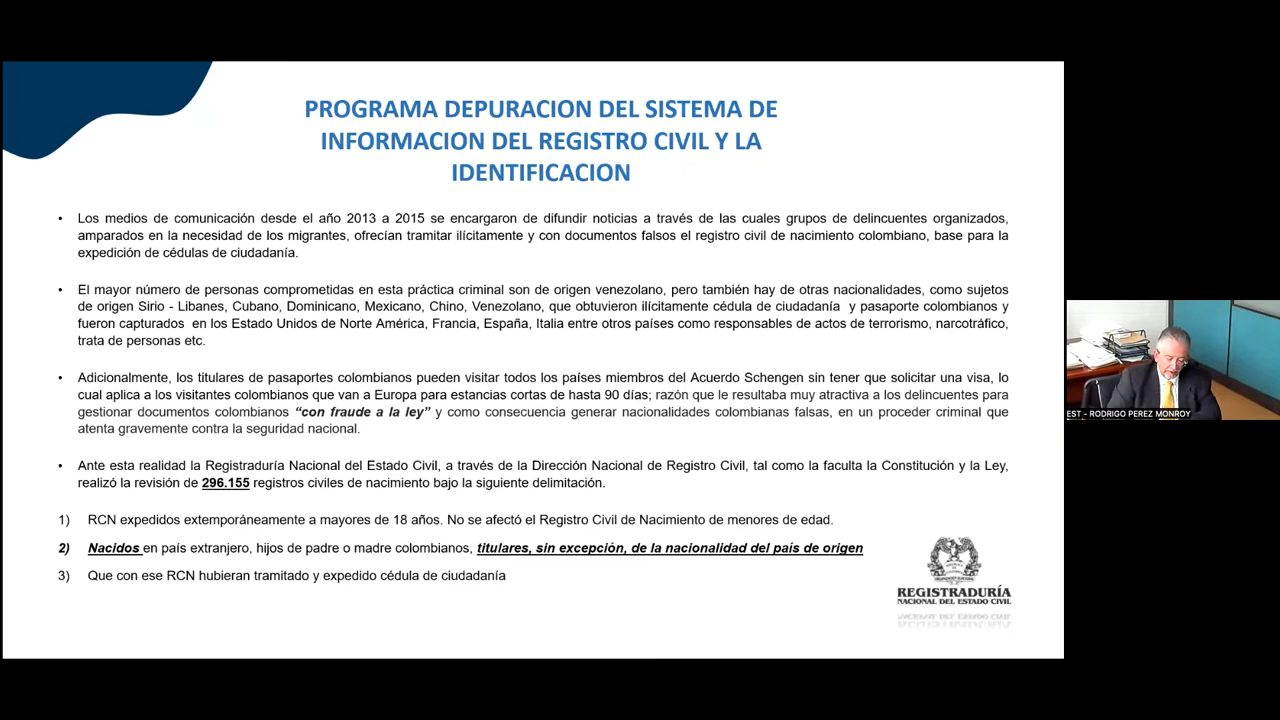 PROGRAMA DEPURACION DEL SISTEMA DE
INFORMACION DEL REGISTRO CIVIL Y LA
IDENTIFICACION
• Los medios de comunicación desde el año 2013 a 2015 se encargaron de difundir noticias a través de las cuales grupos de delincuentes organizados,
amparados en la necesidad de los migrantes, ofrecían tramitar ilícitamente y con documentos falsos el registro civil de nacimiento colombiano, base para la
expedición de cédulas de ciudadanía.
• El mayor número de personas comprometidas en esta práctica criminal son de origen venezolano, pero también hay de otras nacionalidades, como sujetos
de origen Sirio - Libanes, Cubano, Dominicano, Mexicano, Chino, Venezolano, que obtuvieron ilícitamente cédula de ciudadanía y pasaporte colombianos y
fueron capturados en los Estado Unidos de Norte América, Francia, España, Italia entre otros países como responsables de actos de terrorismo, narcotráfico,
trata de personas etc.
• Adicionalmente, los titulares de pasaportes colombianos pueden visitar todos los países miembros del Acuerdo Schengen sin tener que solicitar una visa, lo
cual aplica a los visitantes colombianos que van a Europa para estancias cortas de hasta 90 días; razón que le resultaba muy atractiva a los delincuentes para
gestionar documentos colombianos “con fraude a la ley” y como consecuencia generar nacionalidades colombianas falsas, en un proceder criminal que
atenta gravemente contra la seguridad nacional.
• Ante esta realidad la Registraduría Nacional del Estado Civil, a través de la Dirección Nacional de Registro Civil, tal como la faculta la Constitución y la Ley,
realizó la revisión de 296.155 registros civiles de nacimiento bajo la siguiente delimitación.
1) RCN expedidos extemporáneamente a mayores de 18 años. No se afectó el Registro Civil de Nacimiento de menores de edad.
2) Nacidos en país extranjero, hijos de padre o madre colombianos, titulares, sin excepción, de la nacionalidad del país de origen
3) Que con ese RCN hubieran tramitado y expedido cédula de ciudadanía
REGISTRADURÍA
NACIONAL DEL ESTADO CIVIL
EST - RODRIGO PEREZ MONROY